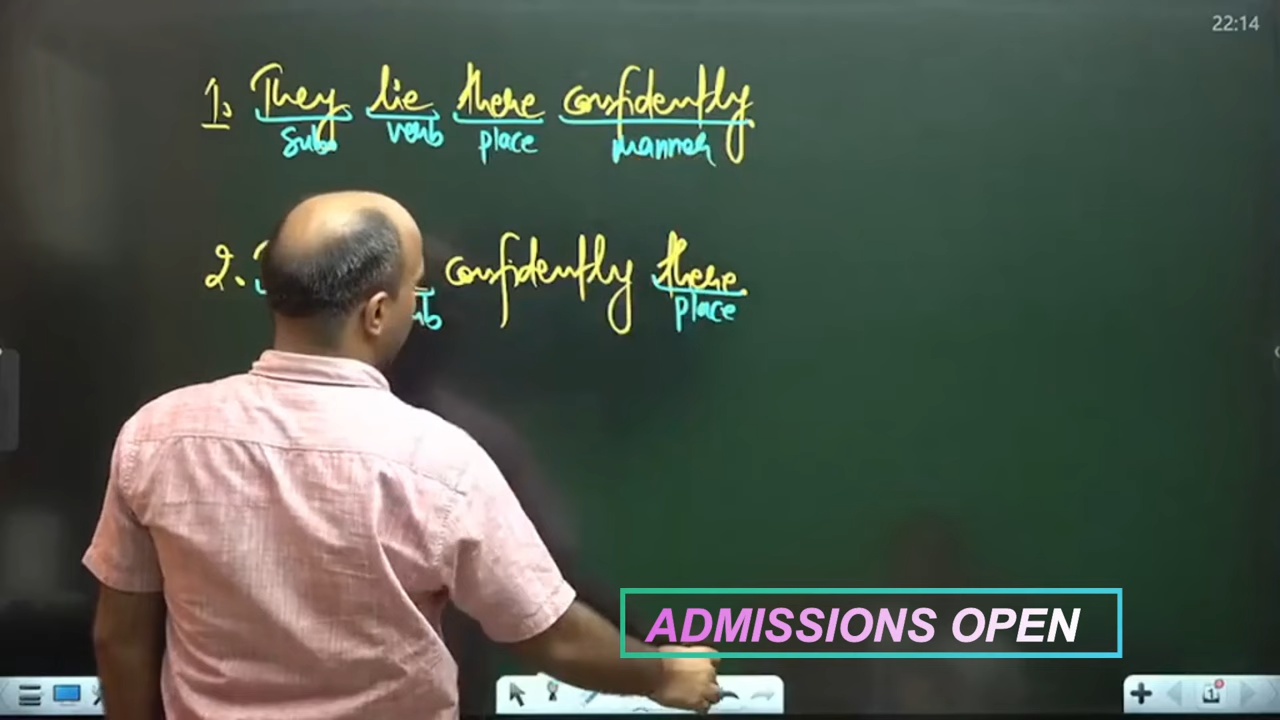 22:14
1. They lie there confidently
sub verb place manner
2. confidently there
place
ADMISSIONS OPEN